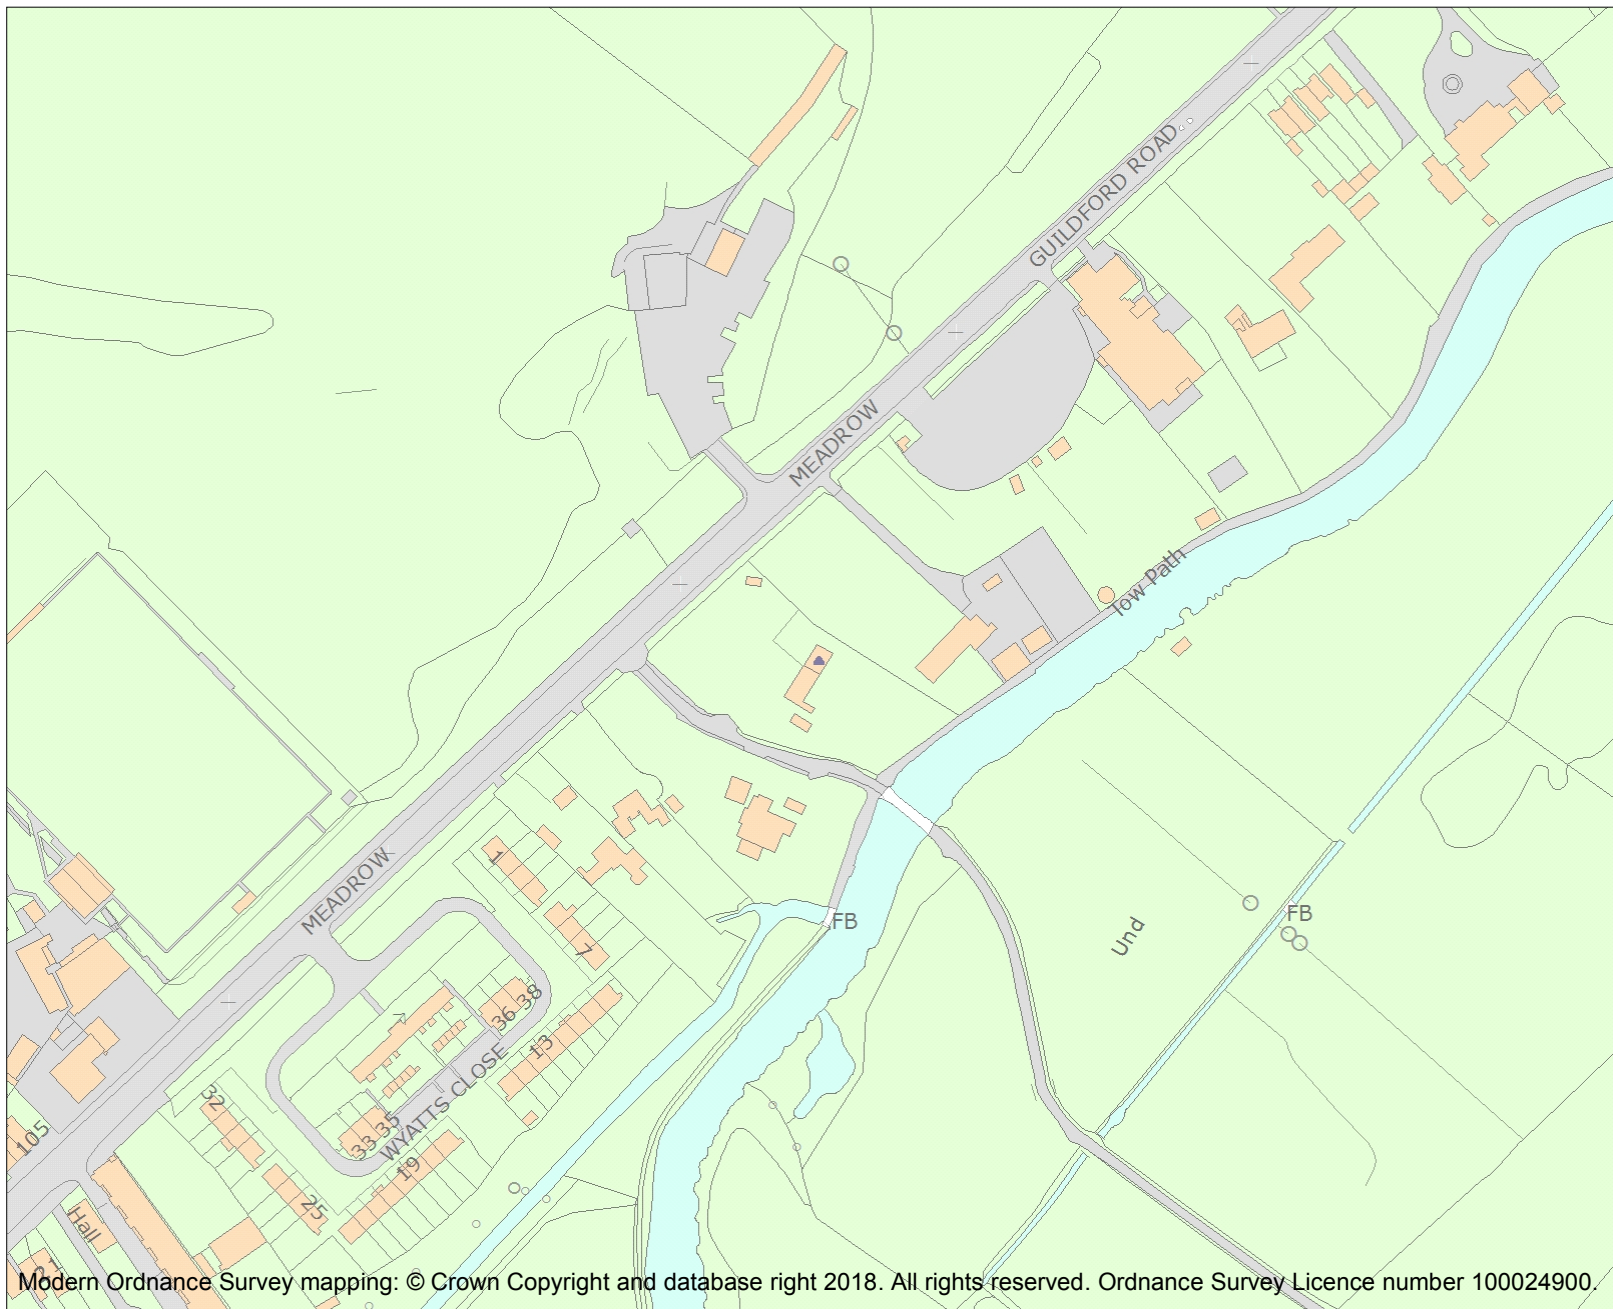 GUILDFORD ROAD
MEADROW
Tow Path
MEADROW
1
7
FB
FB
Und
36 38
13
WYATTS CLOSE
32
33 35
19
25
105
Hall
21
Modern Ordnance Survey mapping: © Crown Copyright and database right 2018. All rights reserved. Ordnance Survey Licence number 100024900.